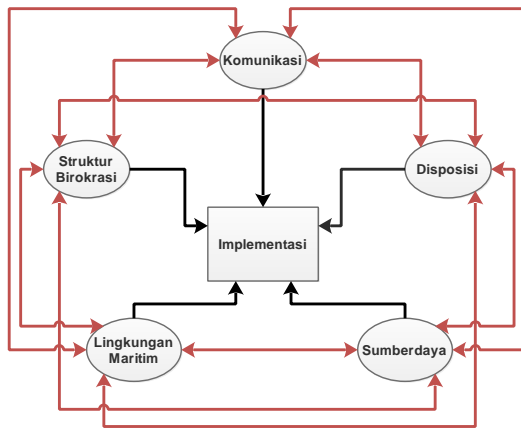 Komunikasi
Struktur
Birokrasi
Disposisi
Implementasi
Lingkungan
Maritim
Sumberdaya